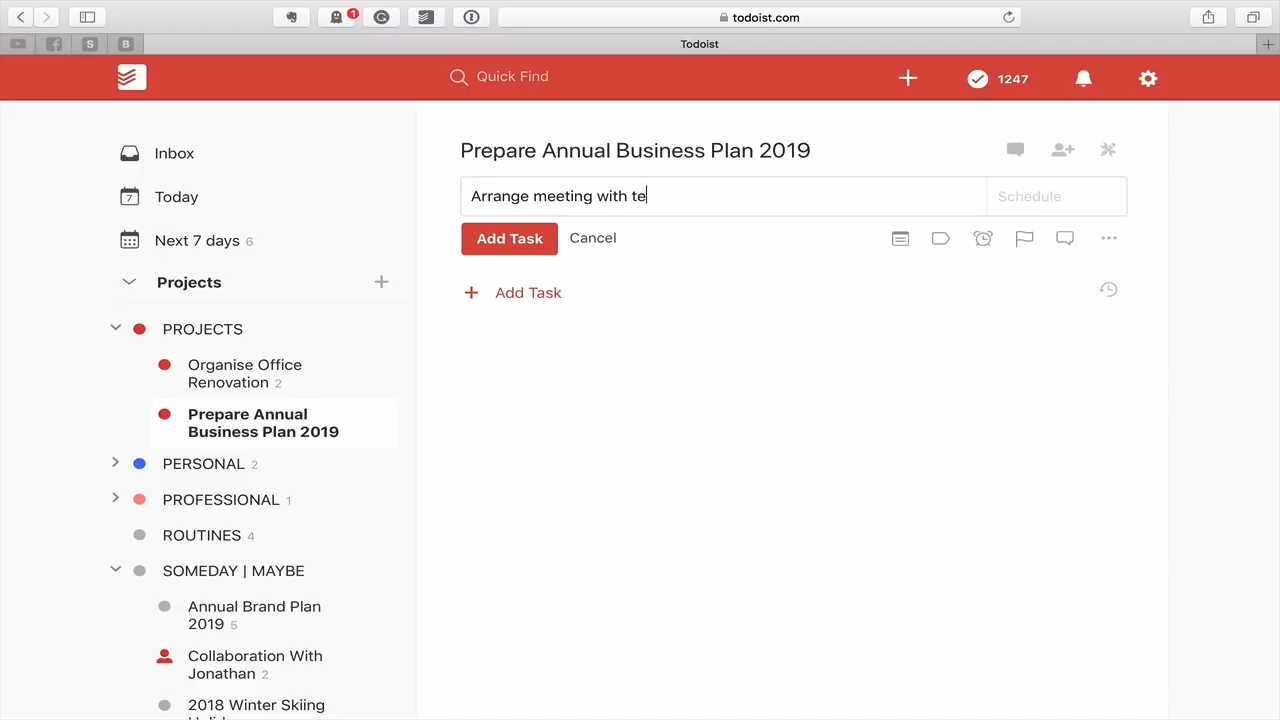 1
todoist.com
S
B
Todoist
Quick Find
1247
Inbox
7
Today
Next 7 days 6
Projects
PROJECTS
Organise Office
Renovation 2
Prepare Annual
Business Plan 2019
PERSONAL 2
PROFESSIONAL 1
ROUTINES 4
SOMEDAY | MAYBE
Annual Brand Plan
2019 5
Collaboration With
Jonathan 2
2018 Winter Skiing
Prepare Annual Business Plan 2019
Arrange meeting with te
Schedule
Add Task
Cancel
Add Task